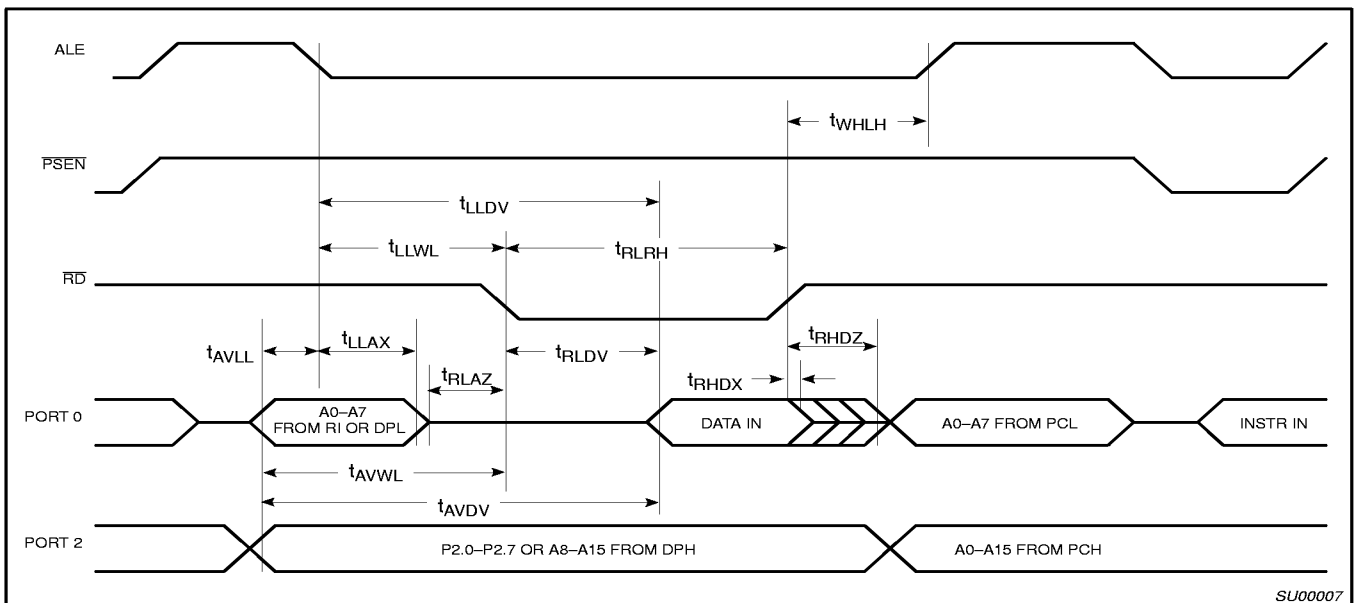 ALE
tWHLH
PSEN
tLLDV
tLLWL
tRLRH
RD
tAVLL
tLLAX
tRLAZ
tRLDV
tRHDZ
tRHDX
PORT 0
A0–A7
FROM RI OR DPL
DATA IN
A0–A7 FROM PCL
INSTR IN
tAVWL
tAVDV
PORT 2
P2.0–P2.7 OR A8–A15 FROM DPH
A0–A15 FROM PCH
SU00007